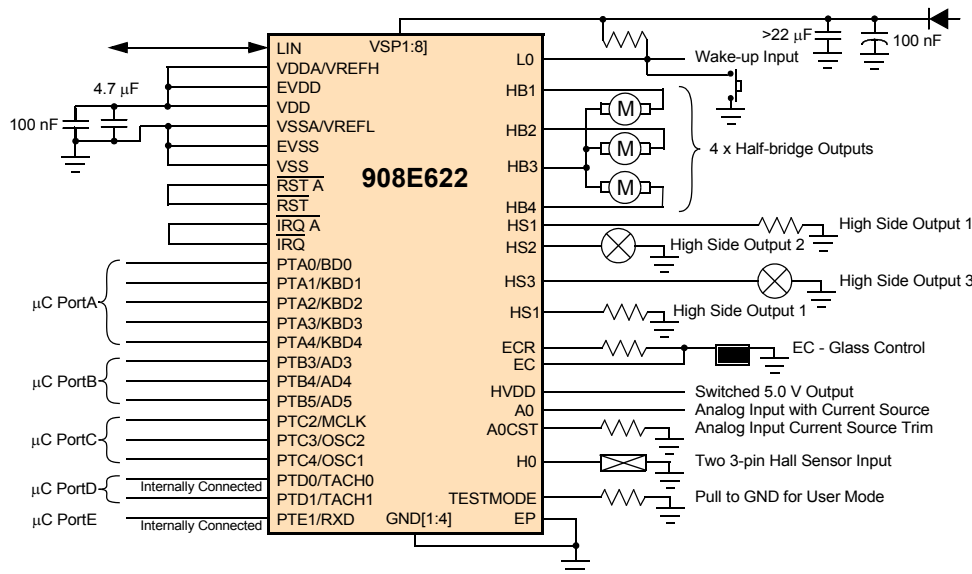 LIN
VDDA/VREFH
EVDD
VDD
VSSA/VREFL
EVSS
VSS
RST A
RST
IRQ A
IRQ
PTA0/BD0
PTA1/KBD1
PTA2/KBD2
PTA3/KBD3
PTA4/KBD4
PTB3/AD3
PTB4/AD4
PTB5/AD5
PTC2/MCLK
PTC3/OSC2
PTC4/OSC1
PTD0/TACH0
PTD1/TACH1
PTE1/RXD
4.7 μF
100 nF
μC PortA
μC PortB
μC PortC
μC PortD
Internally Connected
μC PortE
Internally Connected
VSP1:8]
908E622
GND[1:4]
L0
HB1
HB2
HB3
HB4
HS1
HS2
HS3
HS1
ECR
EC
HVDD
A0
A0CST
H0
TESTMODE
EP
>22 μF
100 nF
Wake-up Input
M
M
M
4 x Half-bridge Outputs
High Side Output 1
High Side Output 2
High Side Output 3
High Side Output 1
EC - Glass Control
Switched 5.0 V Output
Analog Input with Current Source
Analog Input Current Source Trim
Two 3-pin Hall Sensor Input
Pull to GND for User Mode